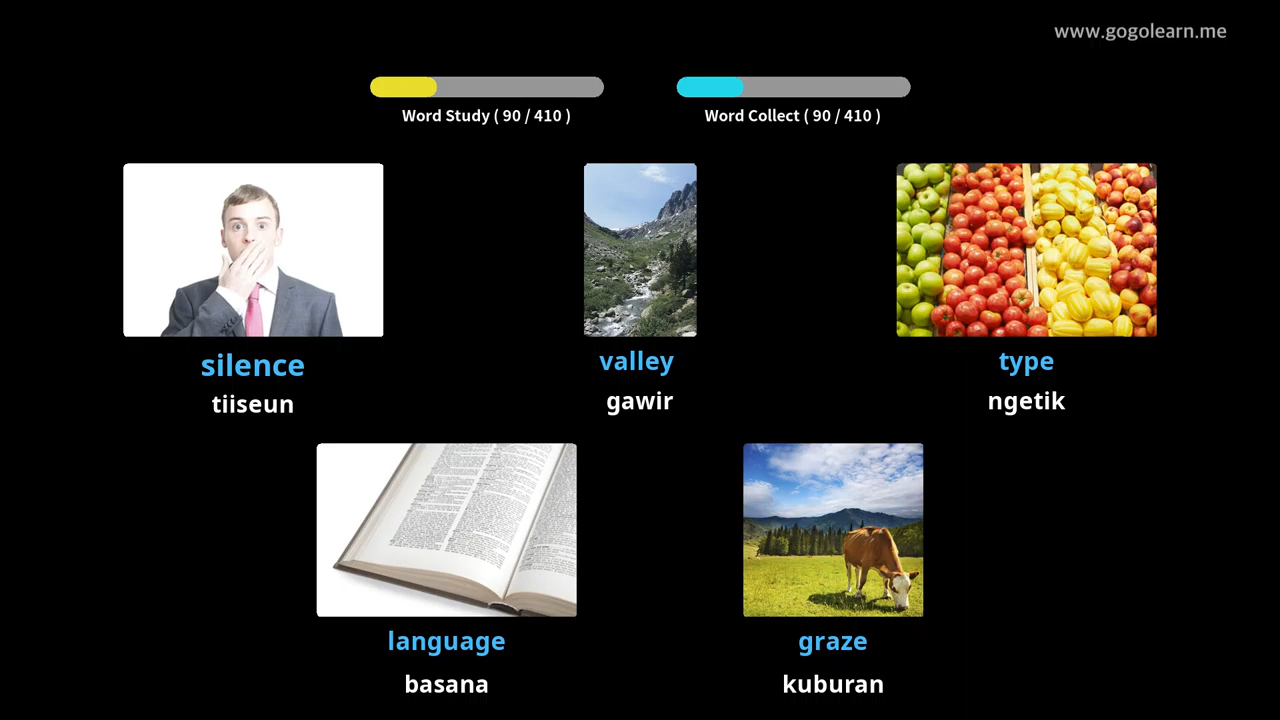 www.gogolearn.me
Word Study ( 90 / 410 )
Word Collect ( 90 / 410 )
silence
tiiseun
valley
gawir
type
ngetik
language
basana
graze
kuburan